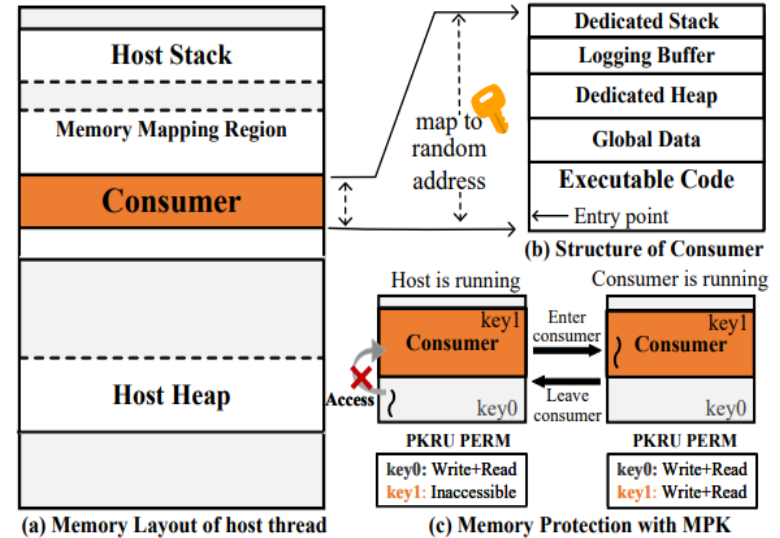 Host Stack
Memory Mapping Region
Consumer
Host Heap
(a) Memory Layout of host thread
map to
random
address
Dedicated Stack
Logging Buffer
Dedicated Heap
Global Data
Executable Code
Entry point
(b) Structure of Consumer
Host is running
key1
Consumer
Access
key0
PKRU PERM
key0: Write+Read
key1: Inaccessible
Enter
consumer
Leave
consumer
Consumer is running
key1
Consumer
key0
PKRU PERM
key0: Write+Read
key1: Write+Read
(c) Memory Protection with MPK